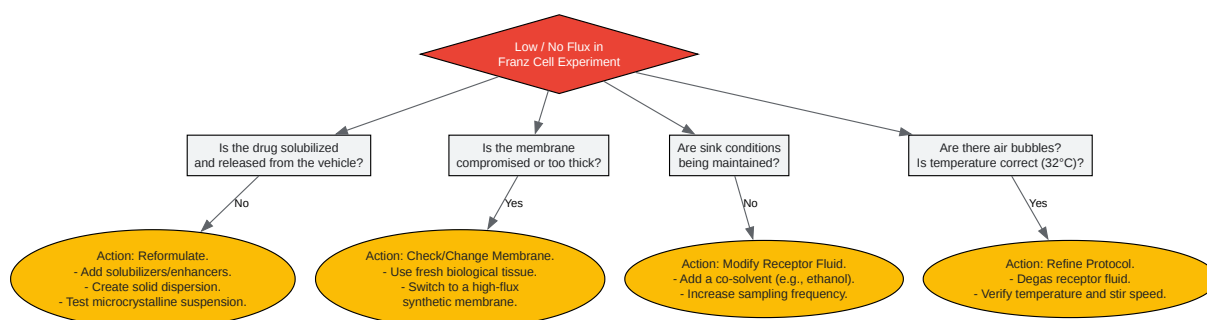 Low / No Flux in
Franz Cell Experiment
Is the drug solubilized
and released from the vehicle?
Is the membrane
compromised or too thick?
Are sink conditions
being maintained?
Are there air bubbles?
Is temperature correct (32°C)?
No
Yes
No
Yes
Action: Reformulate.
- Add solubilizers/enhancers.
- Create solid dispersion.
- Test microcrystalline suspension.
Action: Check/Change Membrane.
- Use fresh biological tissue.
- Switch to a high-flux
synthetic membrane.
Action: Modify Receptor Fluid.
- Add a co-solvent (e.g., ethanol).
- Increase sampling frequency.
Action: Refine Protocol.
- Degas receptor fluid.
- Verify temperature and stir speed.